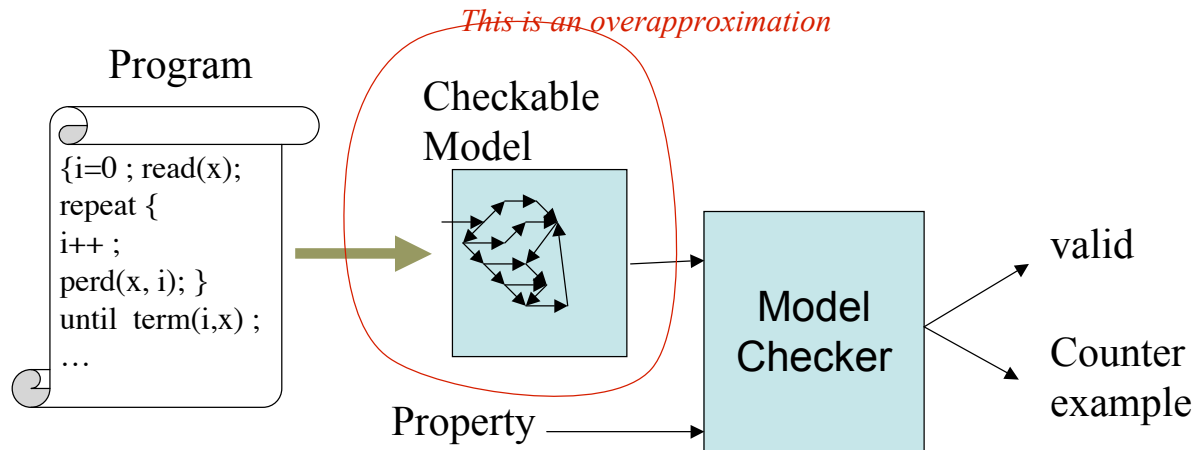 This is an overapproximation
Program
{i=0 ; read(x);
repeat {
i++ ;
perd(x, i); }
until term(i,x) ;
…
Checkable
Model
Property
Model
Checker
valid
Counter
example